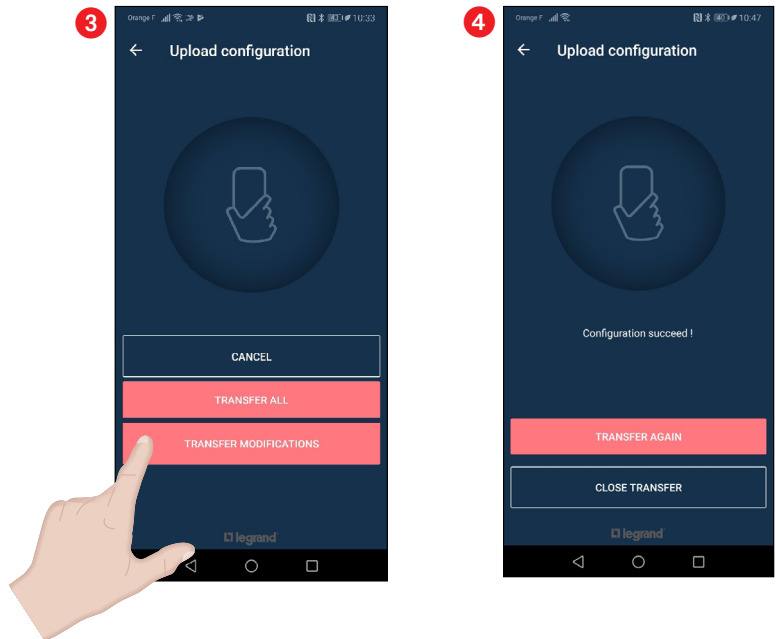 3
Orange F 10:33
Upload configuration
CANCEL
TRANSFER ALL
TRANSFER MODIFICATIONS
legrand
4
Orange F 40 10:47
Upload configuration
Configuration succeed !
TRANSFER AGAIN
CLOSE TRANSFER
legrand